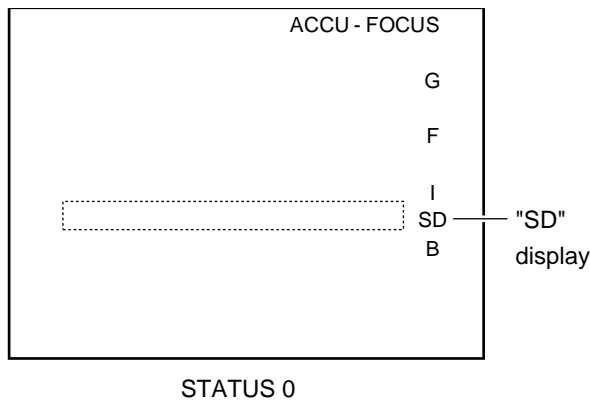 ACCU - FOCUS
G
F
I
SD
"SD"
B
display
STATUS 0